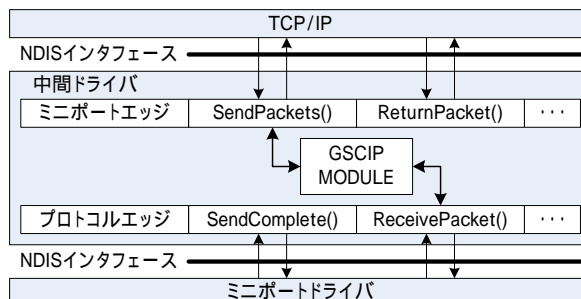 TCP/IP
NDISインタフェース
中間ドライバ
ミニポートエッジ SendPackets() ReturnPacket() ···
GSCIP
MODULE
プロトコルエッジ SendComplete() ReceivePacket() ···
NDISインタフェース
ミニポートドライバ